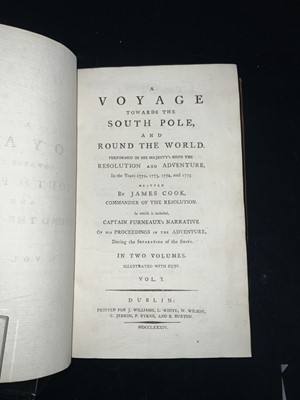 A
VOYAGE
TOWARDS THE
SOUTH POLE,
AND
ROUND THE WORLD.
PERFORMED IN HIS MAJESTY'S SHIPS THE
RESOLUTION AND ADVENTURE,
In the Years 1772, 1773, 1774, and 1775.
WRITTEN
By JAMES COOK,
COMMANDER OF THE RESOLUTION.
In which is included,
CAPTAIN FURNEAUX'S NARRATIVE
Of his PROCEEDINGS in the ADVENTURE,
During the SEPARATION of the SHIPS.
IN TWO VOLUMES.
ILLUSTRATED WITH CUTS.
VOL. I.
DUBLIN:
PRINTED FOR J. WILLIAMS, L. WHITE, W. WILSON,
C. JENKIN, P. BYRNE, AND R. BURTON.
MDCCLXXXIV.